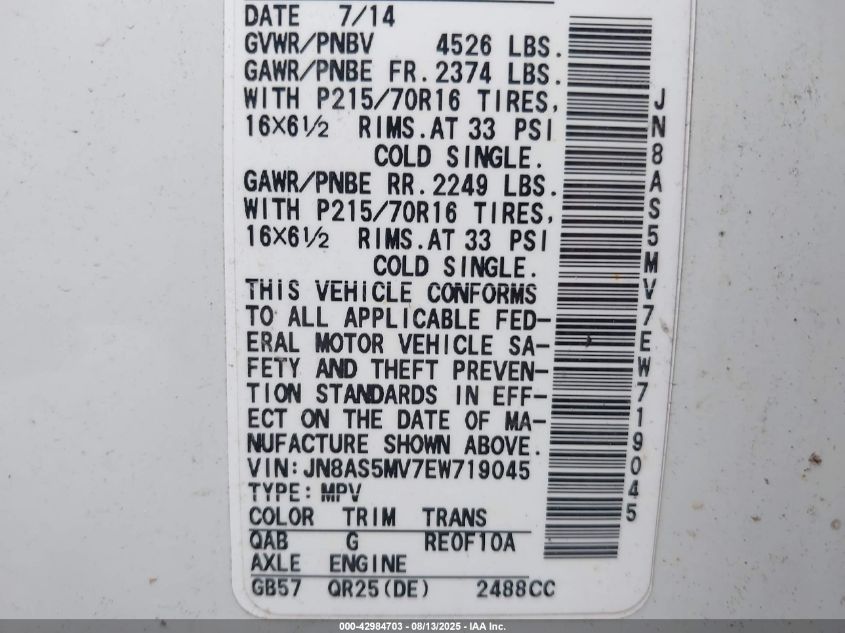 DATE 7/14
GVWR/PNBV 4526 LBS.
GAWR/PNBE FR. 2374 LBS.
WITH P215/70R16 TIRES,
16X6½ RIMS. AT 33 PSI
COLD SINGLE.
GAWR/PNBE RR. 2249 LBS.
WITH P215/70R16 TIRES,
16X6½ RIMS. AT 33 PSI
COLD SINGLE.
THIS VEHICLE CONFORMS
TO ALL APPLICABLE FED-
ERAL MOTOR VEHICLE SA-
FETY AND THEFT PREVEN-
TION STANDARDS IN EFF-
ECT ON THE DATE OF MA-
NUFACTURE SHOWN ABOVE.
VIN: JN8AS5MV7EW719045
TYPE: MPV
COLOR TRIM TRANS
QAB G RE0F10A
AXLE ENGINE
GB57 QR25(DE) 2488CC
JN8AS5MV7EW719045
000-42984703 - 08/13/2025 - IAA Inc.